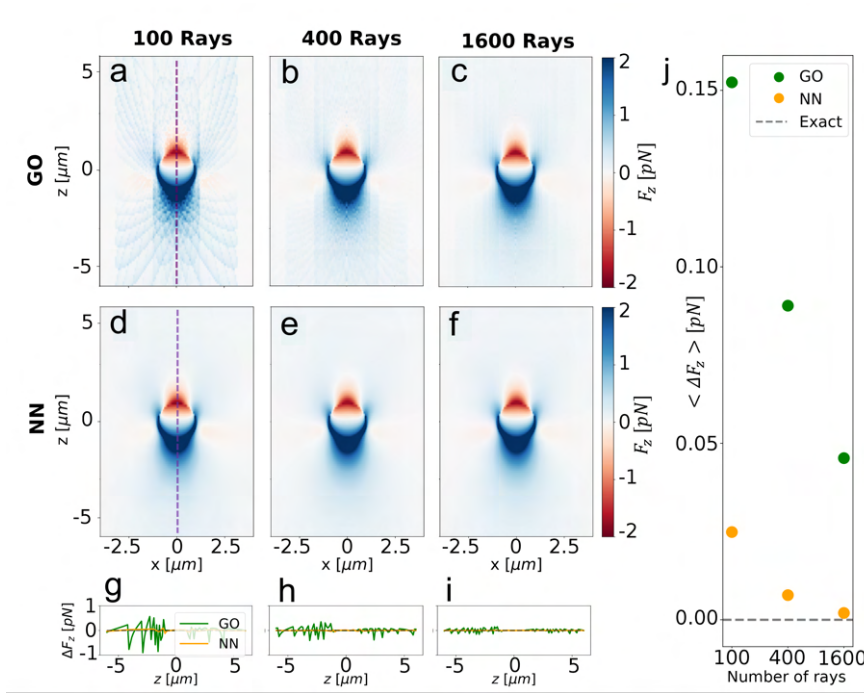 100 Rays 400 Rays 1600 Rays
a b c
GO
z [μm]
5
0
-5
2
1
0
-1
-2
F_z [pN]
d e f
NN
z [μm]
5
0
-5
2
1
0
-1
-2
F_z [pN]
-2.5 0 2.5 -2.5 0 2.5 -2.5 0 2.5
x [μm] x [μm] x [μm]
g h i
ΔF_z [pN]
1
0
-1
GO
NN
-5 0 5 -5 0 5 -5 0 5
z [μm] z [μm] z [μm]
j
GO
NN
Exact
< ΔF_z > [pN]
0.15
0.10
0.05
0.00
100 400 1600
Number of rays